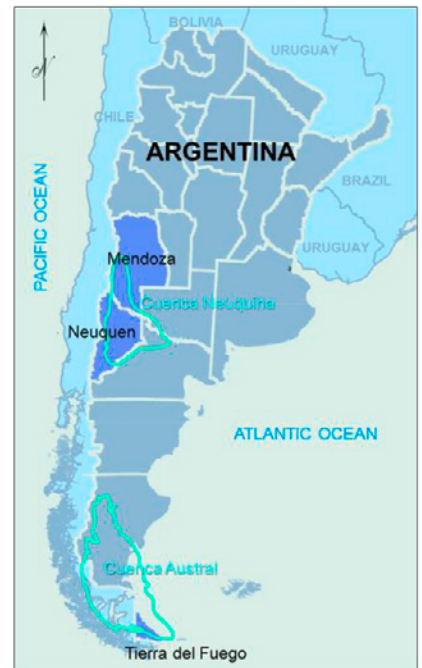 BOLIVIA
URUGUAY
N
CHILE
ARGENTINA
PACIFIC OCEAN
BRAZIL
URUGUAY
Mendoza
Cuenca Neuquina
Neuquen
ATLANTIC OCEAN
Cuenca Austral
Tierra del Fuego